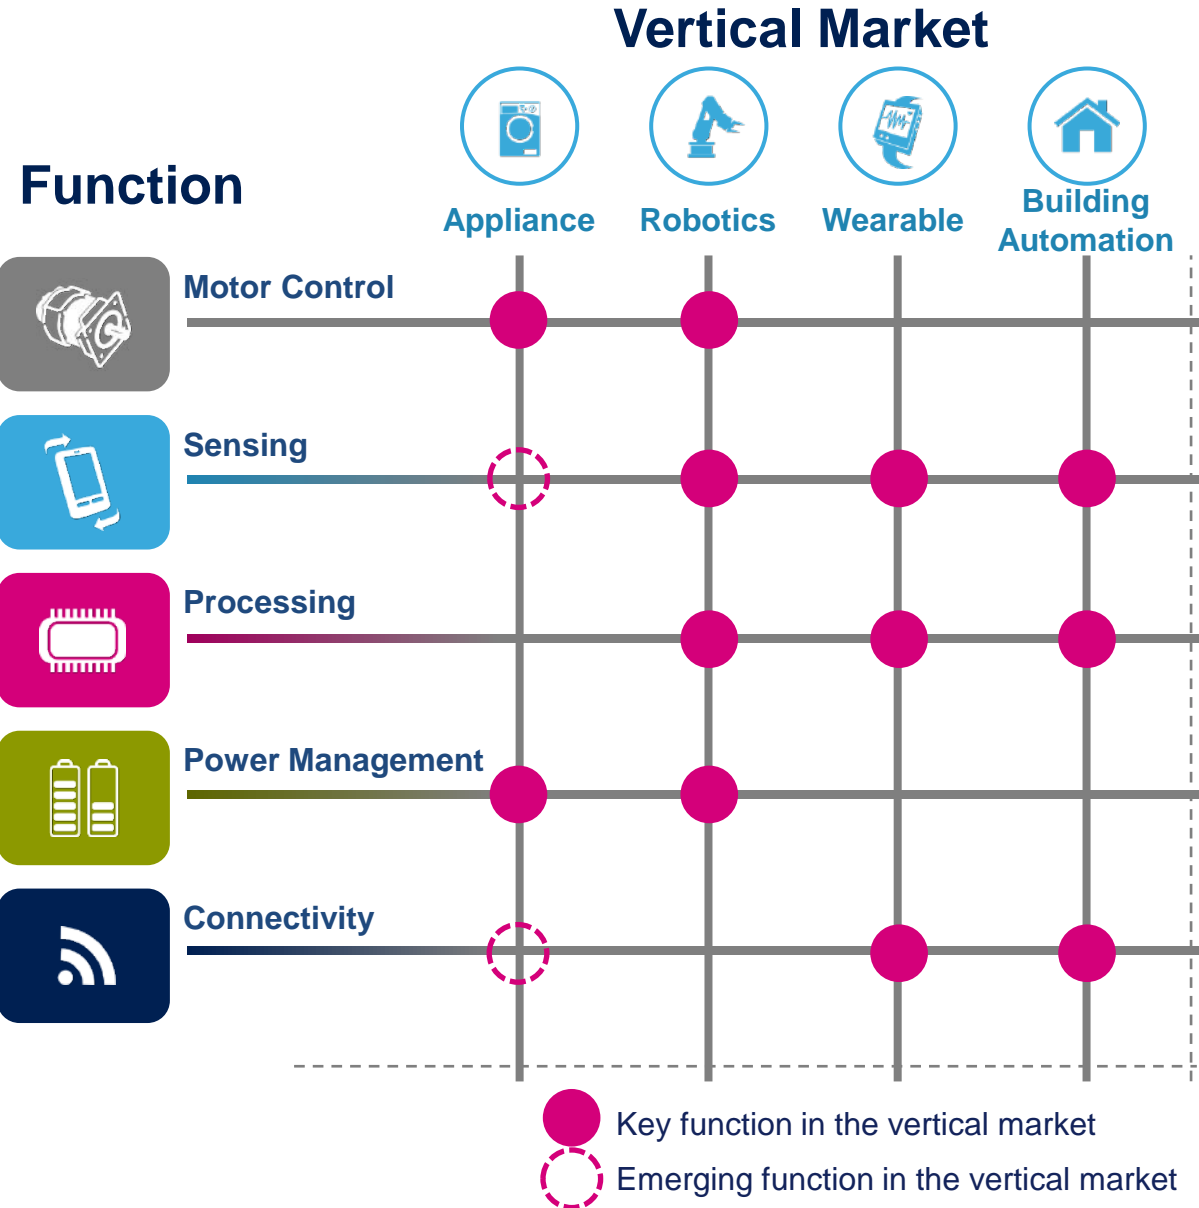 Vertical Market
Function
Appliance
Robotics
Wearable
Building
Automation
Motor Control
Sensing
Processing
Power Management
Connectivity
Key function in the vertical market
Emerging function in the vertical market